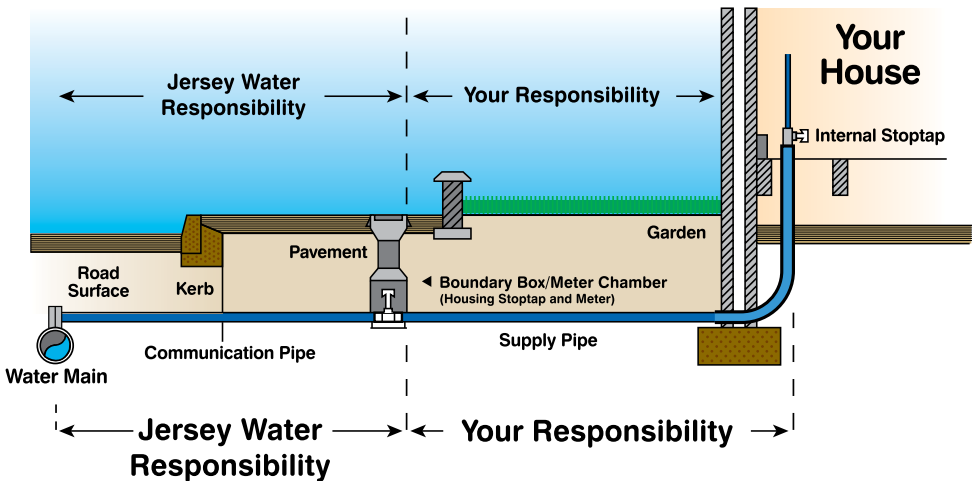 Your
House
Jersey Water
Responsibility
Your Responsibility
Internal Stoptap
Garden
Pavement
Road
Surface
Kerb
Boundary Box/Meter Chamber
(Housing Stoptap and Meter)
Supply Pipe
Communication Pipe
Water Main
Jersey Water
Responsibility
Your Responsibility